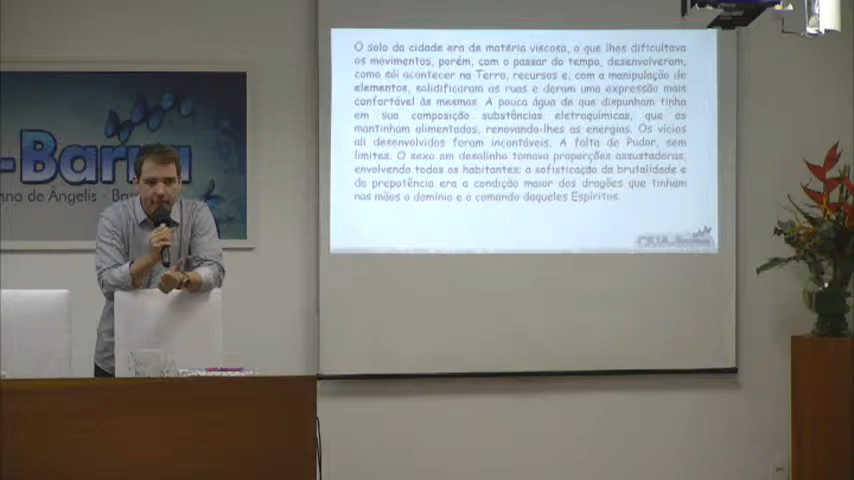 O solo da cidade era de matéria viscosa, o que lhes dificultava
os movimentos, porém, com o passar do tempo, desenvolveram,
como sói acontecer na Terra, recursos e, com a manipulação de
elementos, solidificaram as ruas e deram uma expressão mais
confortável às mesmas. A pouca água de que dispunham tinha
em sua composição substâncias eletroquímicas, que os
mantinham alimentados, renovando-lhes as energias. Os vícios
ali desenvolvidos foram incontáveis. A falta de Pudor, sem
limites. O sexo em desalinho tomava proporções assustadoras,
envolvendo todos os habitantes; a sofisticação da brutalidade e
da prepotência era a condição maior dos dragões que tinham
nas mãos o domínio e o comando daqueles Espíritos.
-Barra
nna de Ângelis - Ba